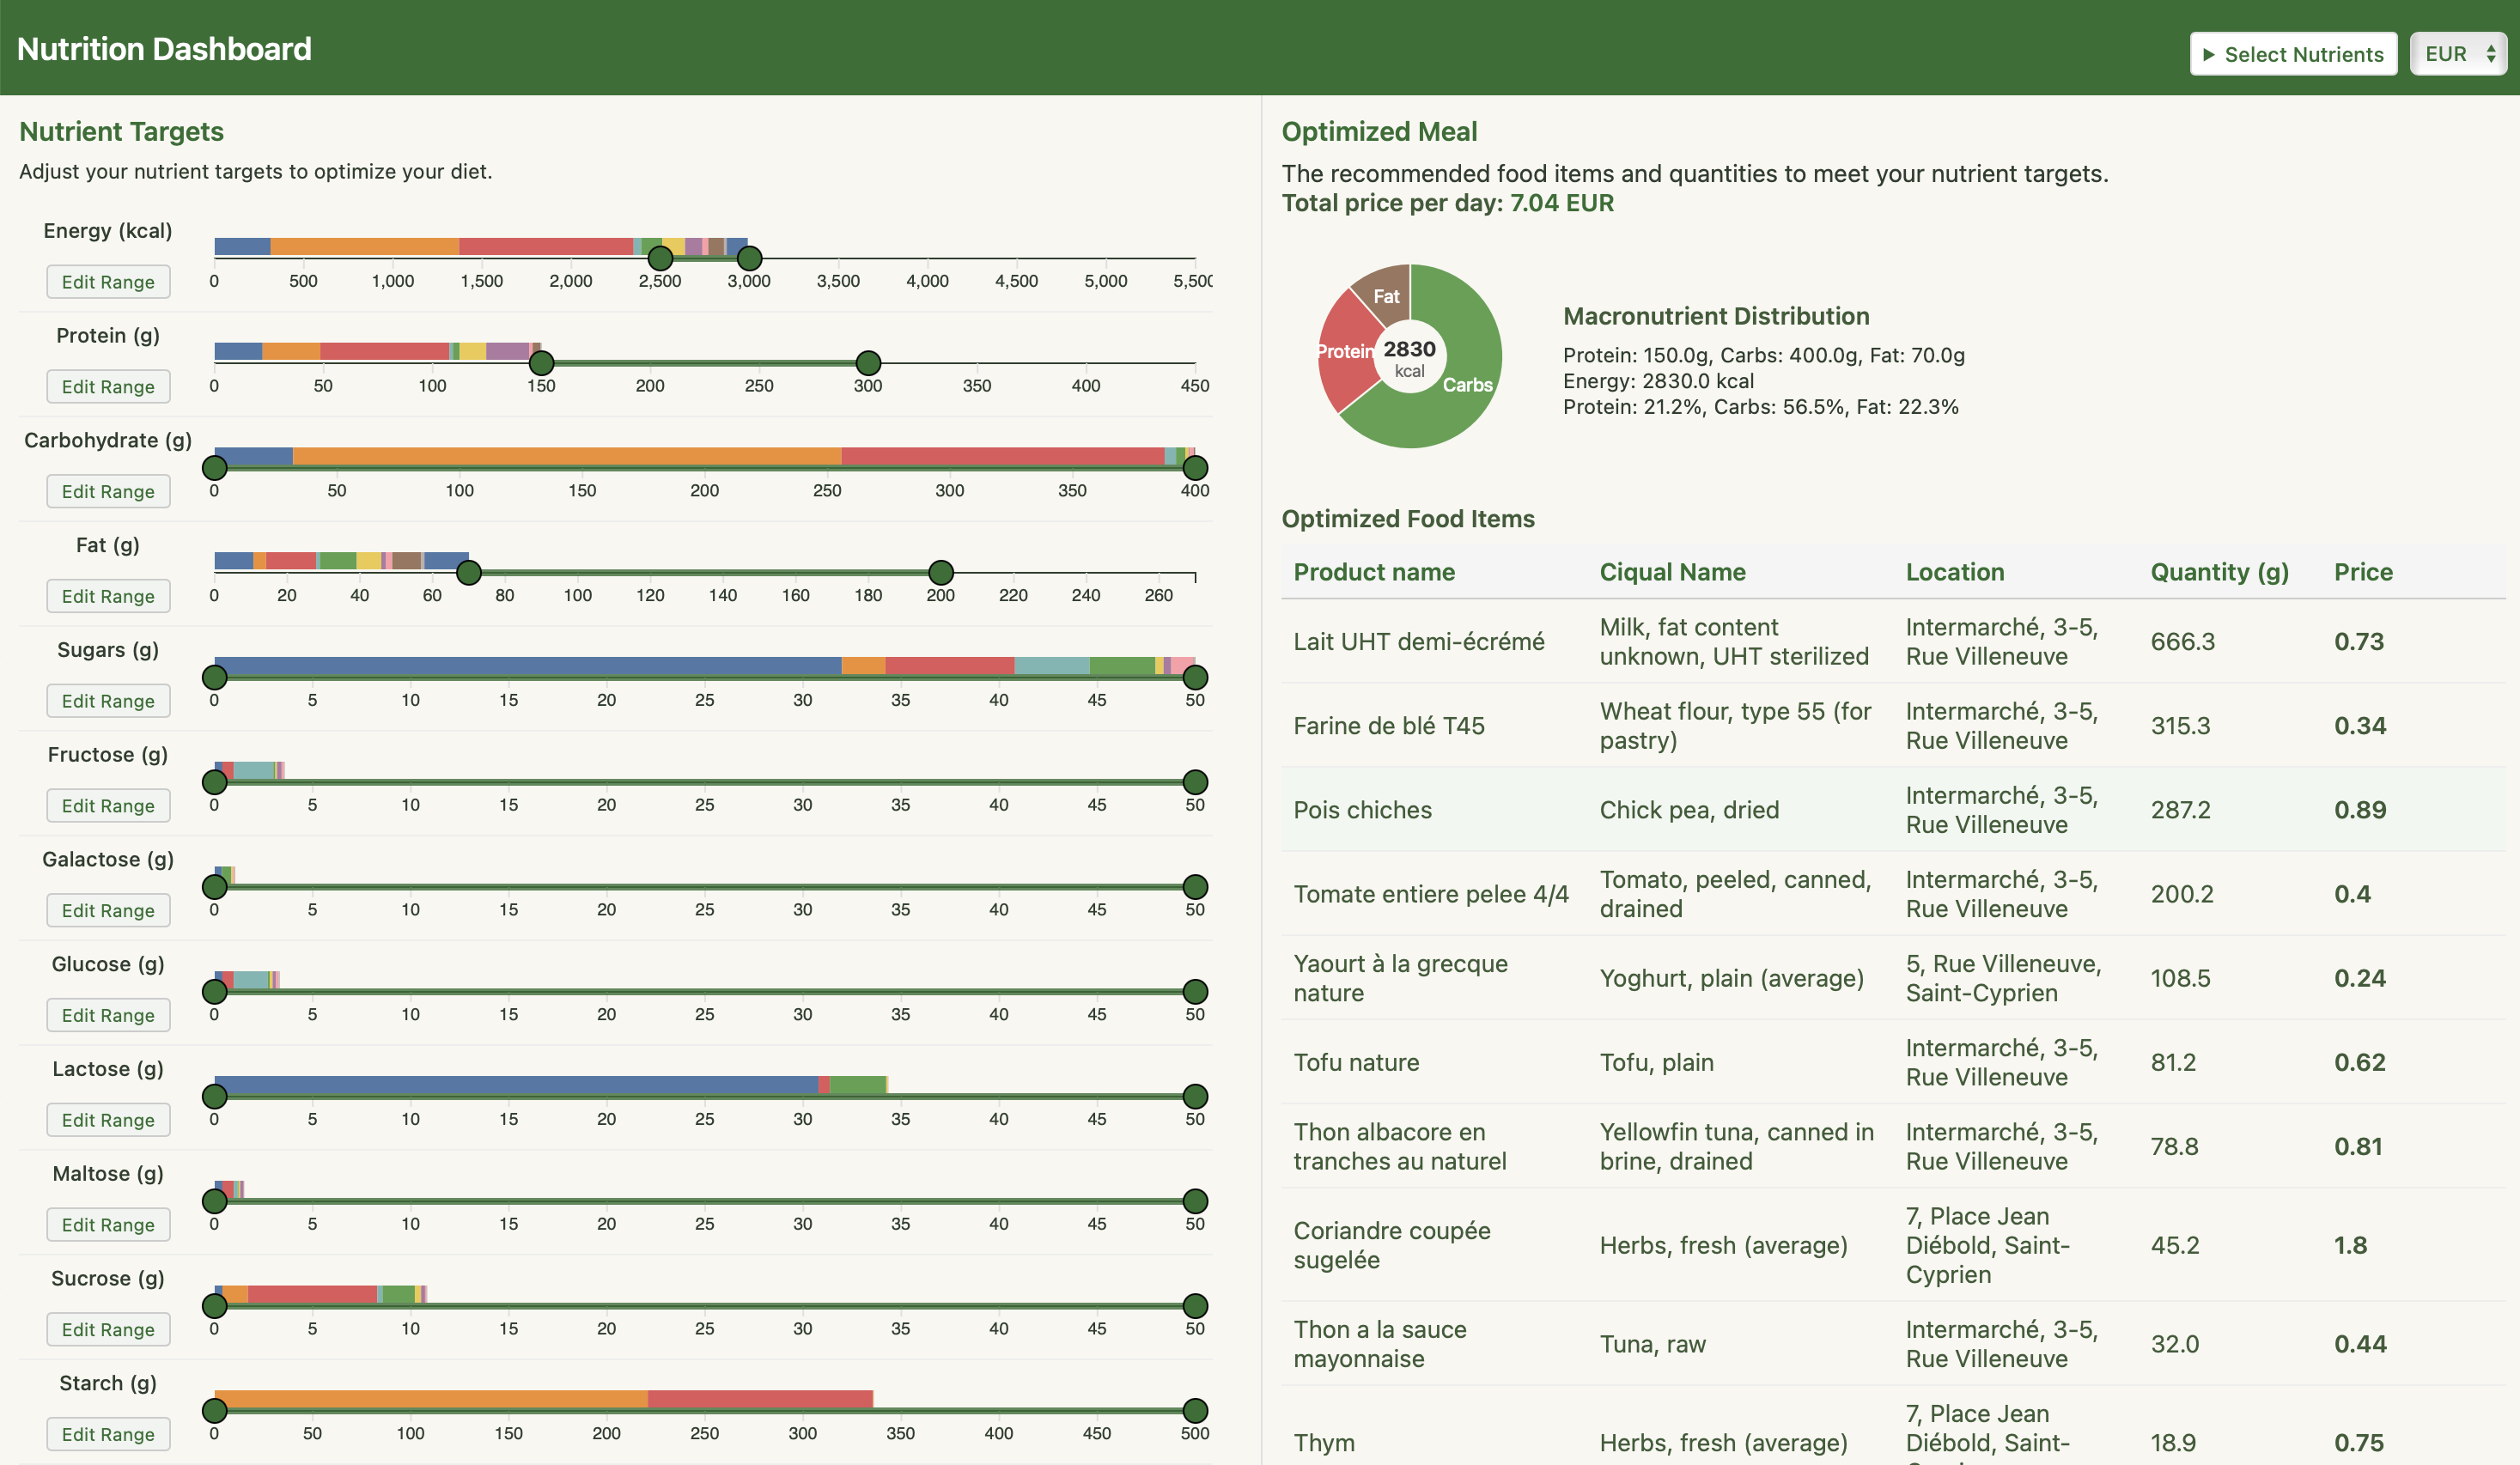 Nutrition Dashboard
▶ Select Nutrients
EUR
Nutrient Targets
Adjust your nutrient targets to optimize your diet.
Energy (kcal)
Edit Range
0 500 1,000 1,500 2,000 2,500 3,000 3,500 4,000 4,500 5,000 5,500
Protein (g)
Edit Range
0 50 100 150 200 250 300 350 400 450
Carbohydrate (g)
Edit Range
0 50 100 150 200 250 300 350 400
Fat (g)
Edit Range
0 20 40 60 80 100 120 140 160 180 200 220 240 260
Sugars (g)
Edit Range
0 5 10 15 20 25 30 35 40 45 50
Fructose (g)
Edit Range
0 5 10 15 20 25 30 35 40 45 50
Galactose (g)
Edit Range
0 5 10 15 20 25 30 35 40 45 50
Glucose (g)
Edit Range
0 5 10 15 20 25 30 35 40 45 50
Lactose (g)
Edit Range
0 5 10 15 20 25 30 35 40 45 50
Maltose (g)
Edit Range
0 5 10 15 20 25 30 35 40 45 50
Sucrose (g)
Edit Range
0 5 10 15 20 25 30 35 40 45 50
Starch (g)
Edit Range
0 50 100 150 200 250 300 350 400 450 500
Optimized Meal
The recommended food items and quantities to meet your nutrient targets.
Total price per day: 7.04 EUR
Fat
Protein
2830
kcal
Carbs
Macronutrient Distribution
Protein: 150.0g, Carbs: 400.0g, Fat: 70.0g
Energy: 2830.0 kcal
Protein: 21.2%, Carbs: 56.5%, Fat: 22.3%
Optimized Food Items
Product name Ciqual Name Location Quantity (g) Price
Lait UHT demi-écrémé
Milk, fat content
unknown, UHT sterilized
Intermarché, 3-5,
Rue Villeneuve
666.3
0.73
Farine de blé T45
Wheat flour, type 55 (for
pastry)
Intermarché, 3-5,
Rue Villeneuve
315.3
0.34
Pois chiches
Chick pea, dried
Intermarché, 3-5,
Rue Villeneuve
287.2
0.89
Tomate entiere pelee 4/4
Tomato, peeled, canned,
drained
Intermarché, 3-5,
Rue Villeneuve
200.2
0.4
Yaourt à la grecque
nature
Yoghurt, plain (average)
5, Rue Villeneuve,
Saint-Cyprien
108.5
0.24
Tofu nature
Tofu, plain
Intermarché, 3-5,
Rue Villeneuve
81.2
0.62
Thon albacore en
tranches au naturel
Yellowfin tuna, canned in
brine, drained
Intermarché, 3-5,
Rue Villeneuve
78.8
0.81
Coriandre coupée
sugelée
Herbs, fresh (average)
7, Place Jean
Diébold, Saint-
Cyprien
45.2
1.8
Thon a la sauce
mayonnaise
Tuna, raw
Intermarché, 3-5,
Rue Villeneuve
32.0
0.44
Thym
Herbs, fresh (average)
7, Place Jean
Diébold, Saint-
18.9
0.75